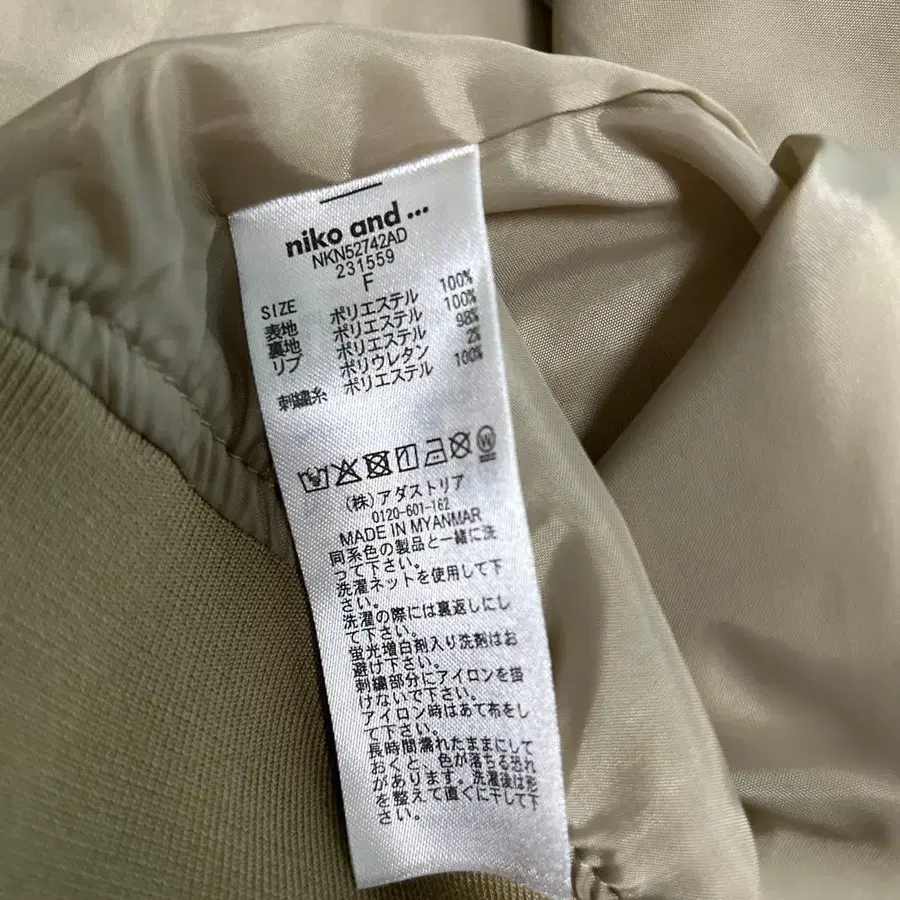 niko and ...
NKN52742AD
231559
SIZE F
表地 ポリエステル 100%
裏地 ポリエステル 100%
リブ ポリエステル 98%
ポリウレタン 2%
刺繍糸 ポリエステル 100%
W
(株)アダストリア
0120-601-162
MADE IN MYANMAR
同系色の製品と一緒に洗
って下さい。
洗濯ネットを使用して下
さい。
洗濯の際には裏返しにし
て下さい。
蛍光増白剤入り洗剤はお
避け下さい。
刺繍部分にアイロンを掛
けないで下さい。
アイロン時はあて布をし
て下さい。
長時間濡れたままにして
おくと、色が落ちる恐れ
があります。洗濯後は形
を整えて直ぐに干して下
さい。